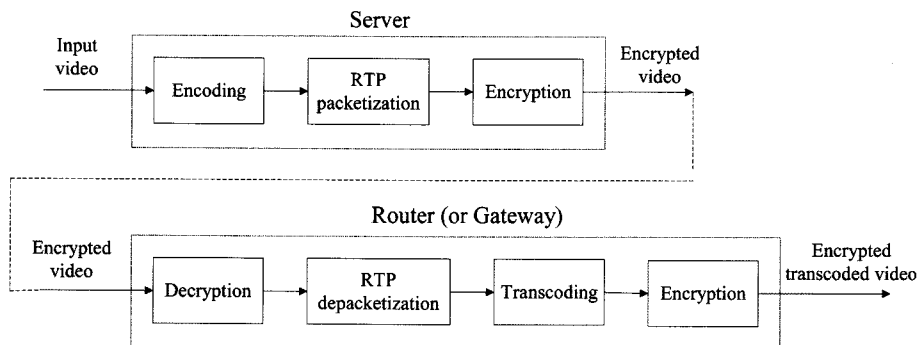 Server
Input
video
Encoding
RTP
packetization
Encryption
Encrypted
video
Router (or Gateway)
Encrypted
video
Decryption
RTP
depacketization
Transcoding
Encryption
Encrypted
transcoded video